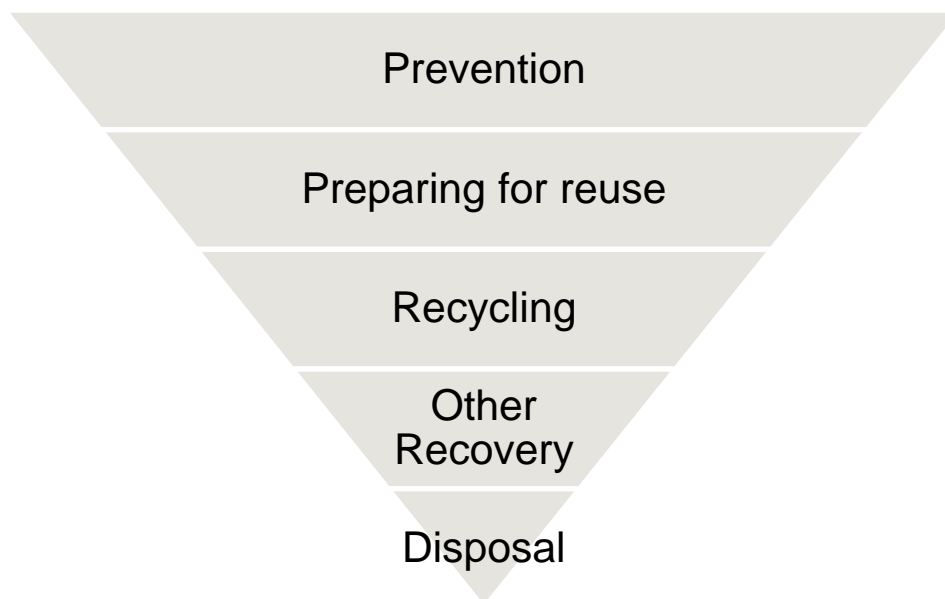 Prevention
Preparing for reuse
Recycling
Other
Recovery
Disposal